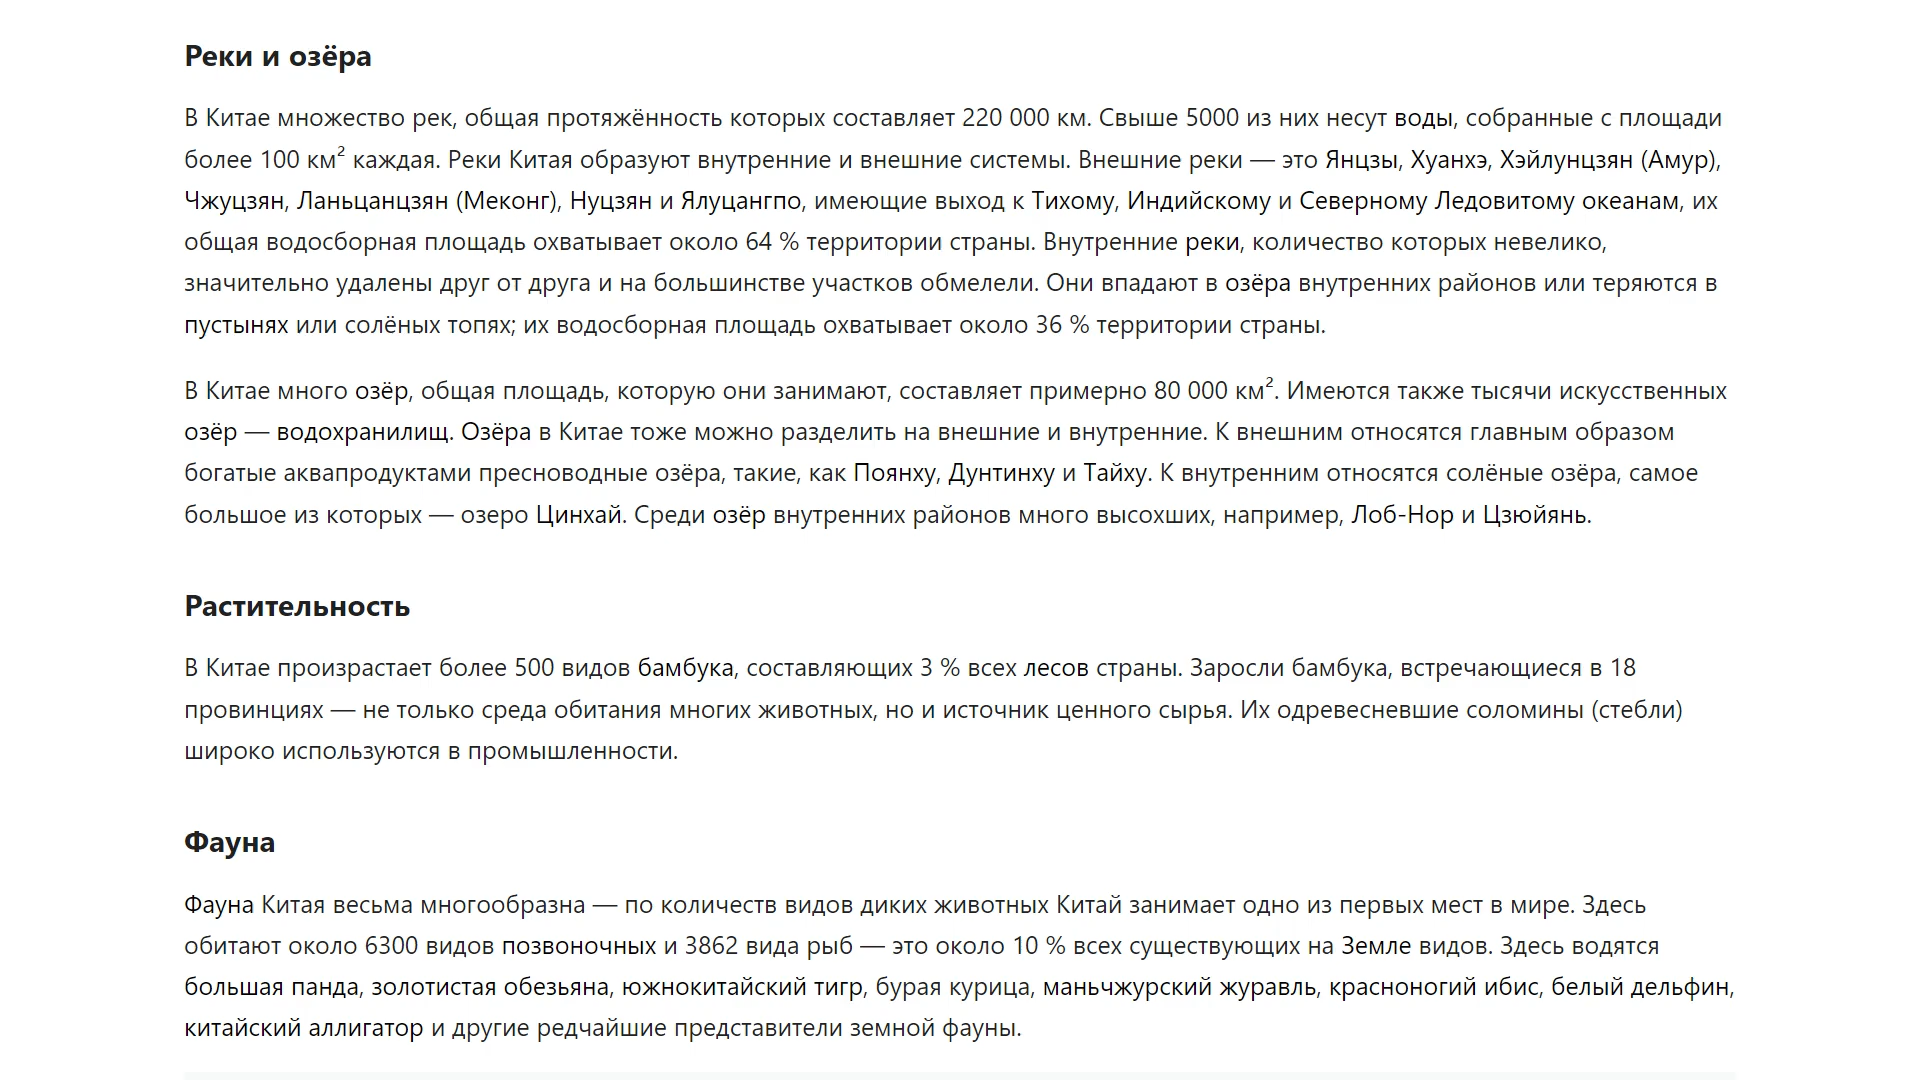 Реки и озёра
В Китае множество рек, общая протяжённость которых составляет 220 000 км. Свыше 5000 из них несут воды, собранные с площади
более 100 км² каждая. Реки Китая образуют внутренние и внешние системы. Внешние реки — это Янцзы, Хуанхэ, Хэйлунцзян (Амур),
Чжуцзян, Ланьцанцзян (Меконг), Нуцзян и Ялуцангпо, имеющие выход к Тихому, Индийскому и Северному Ледовитому океанам, их
общая водосборная площадь охватывает около 64 % территории страны. Внутренние реки, количество которых невелико,
значительно удалены друг от друга и на большинстве участков обмелели. Они впадают в озёра внутренних районов или теряются в
пустынях или солёных топях; их водосборная площадь охватывает около 36 % территории страны.
В Китае много озёр, общая площадь, которую они занимают, составляет примерно 80 000 км². Имеются также тысячи искусственных
озёр — водохранилищ. Озёра в Китае тоже можно разделить на внешние и внутренние. К внешним относятся главным образом
богатые аквапродуктами пресноводные озёра, такие, как Поянху, Дунтинху и Тайху. К внутренним относятся солёные озёра, самое
большое из которых — озеро Цинхай. Среди озёр внутренних районов много высохших, например, Лоб-Нор и Цзюйянь.
Растительность
В Китае произрастает более 500 видов бамбука, составляющих 3 % всех лесов страны. Заросли бамбука, встречающиеся в 18
провинциях — не только среда обитания многих животных, но и источник ценного сырья. Их одревесневшие соломины (стебли)
широко используются в промышленности.
Фауна
Фауна Китая весьма многообразна — по количеств видов диких животных Китай занимает одно из первых мест в мире. Здесь
обитают около 6300 видов позвоночных и 3862 вида рыб — это около 10 % всех существующих на Земле видов. Здесь водятся
большая панда, золотистая обезьяна, южнокитайский тигр, бурая курица, маньчжурский журавль, красноногий ибис, белый дельфин,
китайский аллигатор и другие редчайшие представители земной фауны.